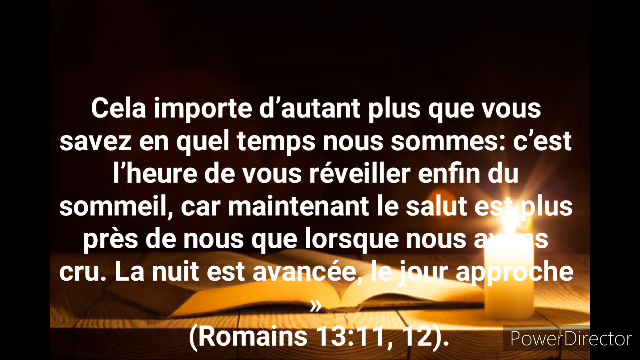 Cela importe d’autant plus que vous
savez en quel temps nous sommes: c’est
l’heure de vous réveiller enfin du
sommeil, car maintenant le salut est plus
près de nous que lorsque nous avons
cru. La nuit est avancée, le jour approche
»
(Romains 13:11, 12).
PowerDirector